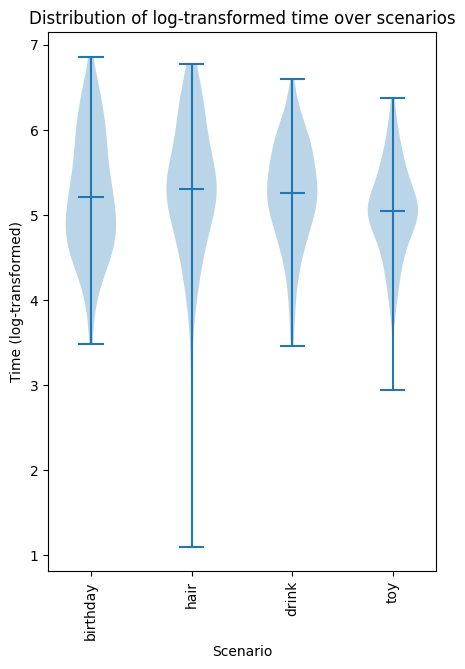 Distribution of log-transformed time over scenarios
Time (log-transformed)
7
6
5
4
3
2
1
birthday
hair
drink
toy
Scenario